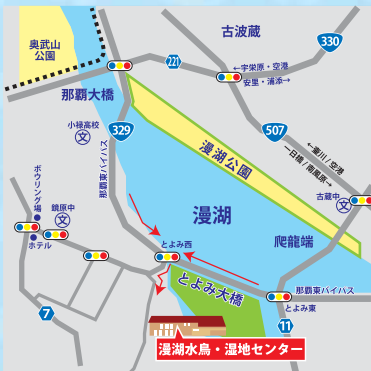 奥武山
公園
古波蔵
330
221
←宇栄原・空港
安里・浦添→
那覇大橋
小禄高校
文
329
507
漫湖公園
←壷川/空港
一日橋/南風原→
那覇東バイパス
古蔵中
文
ボウリング場
鏡原中
文
漫湖
とよみ西
爬龍端
ホテル
とよみ大橋
那覇東バイパス
とよみ東
7
11
漫湖水鳥・湿地センター